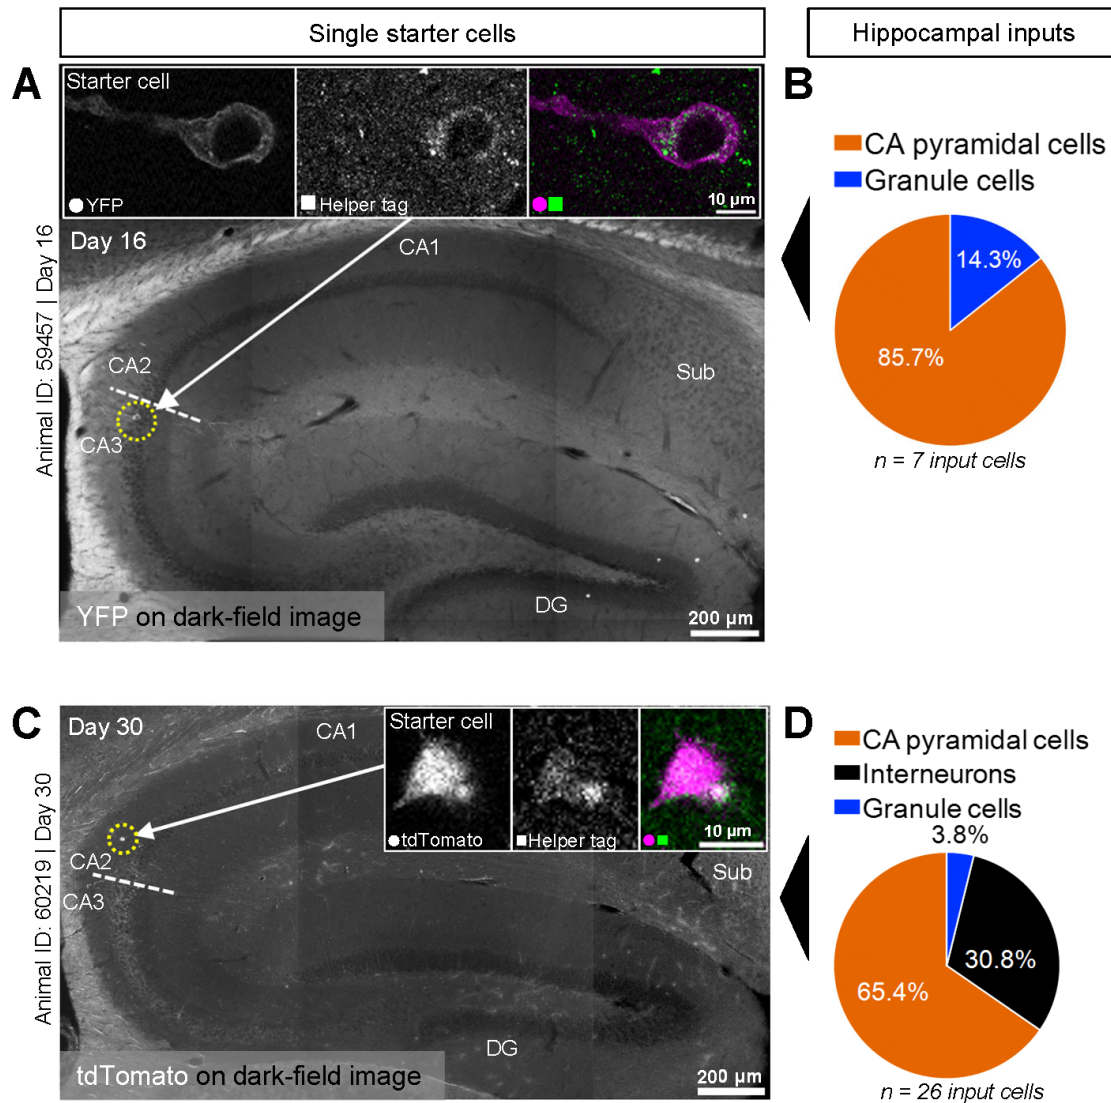 Single starter cells
Hippocampal inputs
A
Starter cell
YFP
Helper tag
10 µm
Day 16
CA1
CA2
CA3
Sub
DG
YFP on dark-field image
200 µm
Animal ID: 59457 | Day 16
B
CA pyramidal cells
Granule cells
14.3%
85.7%
n = 7 input cells
C
Day 30
CA1
Starter cell
tdTomato
Helper tag
10 µm
CA2
CA3
Sub
DG
tdTomato on dark-field image
200 µm
Animal ID: 60219 | Day 30
D
CA pyramidal cells
Interneurons
Granule cells
3.8%
30.8%
65.4%
n = 26 input cells